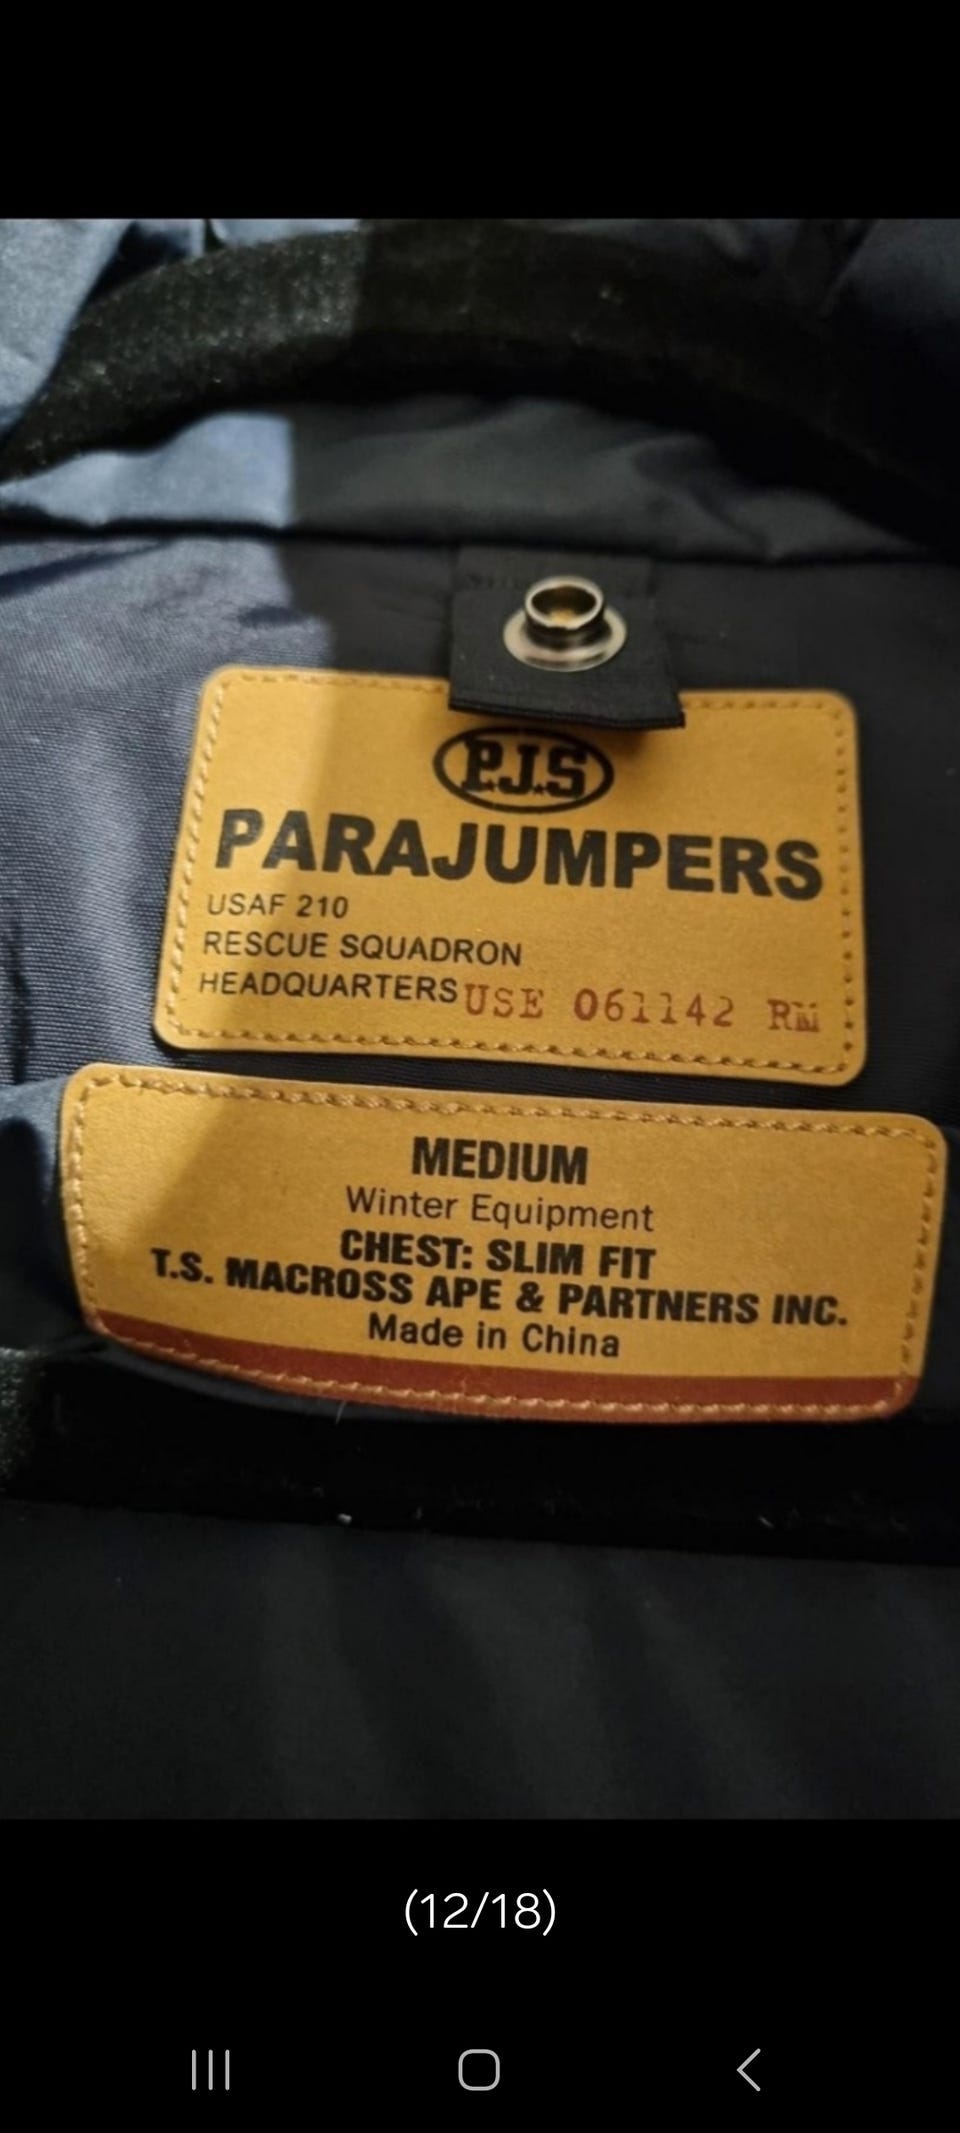 P.J.S
PARAJUMPERS
USAF 210
RESCUE SQUADRON
HEADQUARTERS USE 061142 RM
MEDIUM
Winter Equipment
CHEST: SLIM FIT
T.S. MACROSS APE & PARTNERS INC.
Made in China
(12/18)